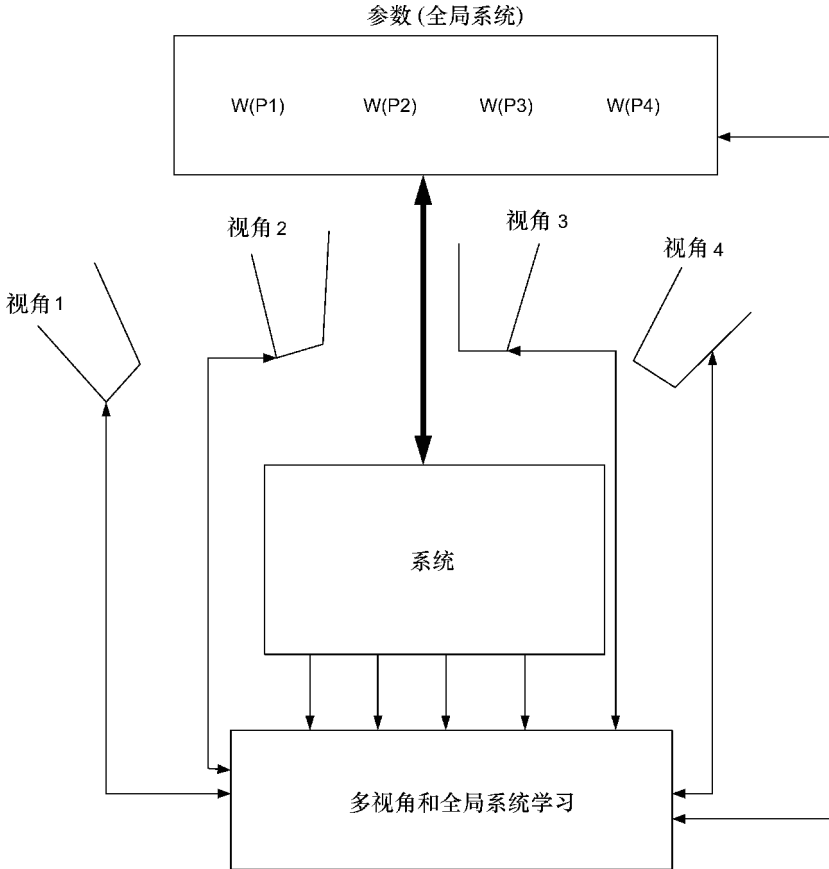 参数 (全局系统)
W(P1) W(P2) W(P3) W(P4)
视角 2
视角 3
视角 4
视角 1
系统
多视角和全局系统学习